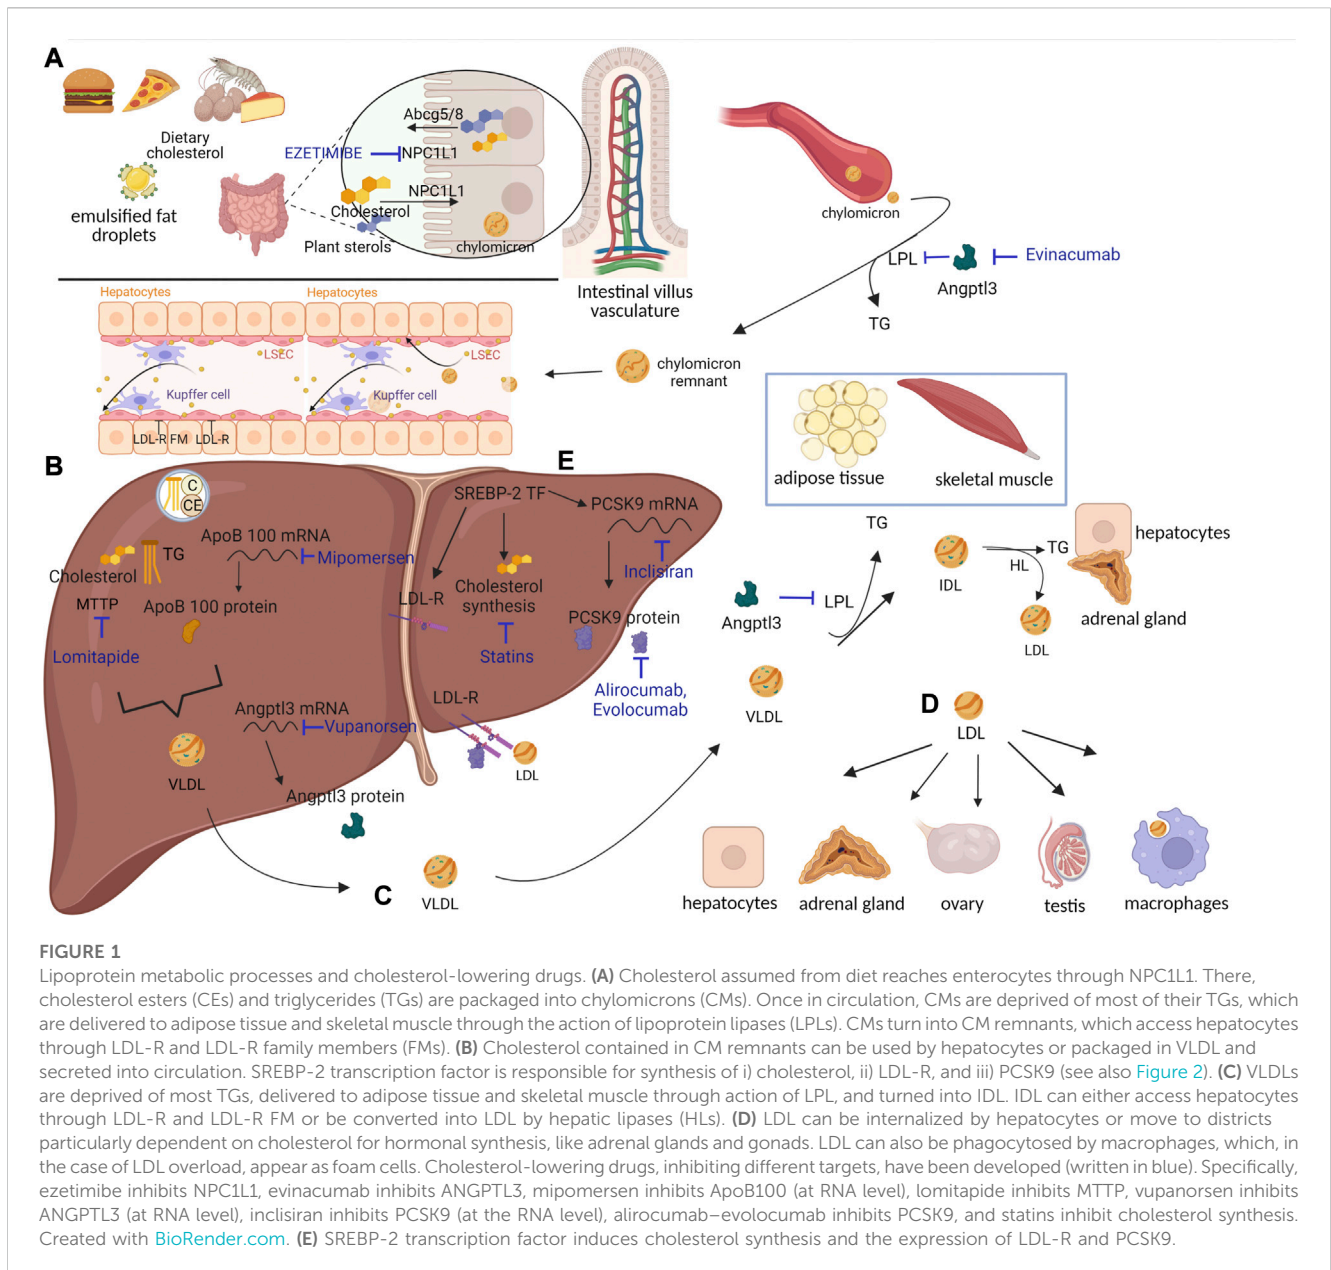 A
Dietary
cholesterol
emulsified fat
droplets
Abcg5/8
EZETIMIBE
NPC1L1
NPC1L1
Cholesterol
Plant sterols
chylomicron
Intestinal villus
vasculature
chylomicron
LPL
Angptl3
Evinacumab
TG
chylomicron
remnant
Hepatocytes
Hepatocytes
LSEC
LSEC
Kupffer cell
Kupffer cell
LDL-R
FM
LDL-R
adipose tissue
skeletal muscle
B
C
CE
ApoB 100 mRNA
Mipomersen
TG
Cholesterol
MTTP
Lomitapide
ApoB 100 protein
Angptl3 mRNA
Vupanorsen
VLDL
Angptl3 protein
E
SREBP-2 TF
PCSK9 mRNA
Inclisiran
LDL-R
Cholesterol
synthesis
Statins
PCSK9 protein
Alirocumab,
Evolocumab
LDL-R
LDL
C
VLDL
TG
Angptl3
LPL
VLDL
IDL
HL
TG
hepatocytes
adrenal gland
LDL
D
LDL
hepatocytes
adrenal gland
ovary
testis
macrophages
FIGURE 1
Lipoprotein metabolic processes and cholesterol-lowering drugs. (A) Cholesterol assumed from diet reaches enterocytes through NPC1L1. There,
cholesterol esters (CEs) and triglycerides (TGs) are packaged into chylomicrons (CMs). Once in circulation, CMs are deprived of most of their TGs, which
are delivered to adipose tissue and skeletal muscle through the action of lipoprotein lipases (LPLs). CMs turn into CM remnants, which access hepatocytes
through LDL-R and LDL-R family members (FMs). (B) Cholesterol contained in CM remnants can be used by hepatocytes or packaged in VLDL and
secreted into circulation. SREBP-2 transcription factor is responsible for synthesis of i) cholesterol, ii) LDL-R, and iii) PCSK9 (see also Figure 2). (C) VLDLs
are deprived of most TGs, delivered to adipose tissue and skeletal muscle through action of LPL, and turned into IDL. IDL can either access hepatocytes
through LDL-R and LDL-R FM or be converted into LDL by hepatic lipases (HLs). (D) LDL can be internalized by hepatocytes or move to districts
particularly dependent on cholesterol for hormonal synthesis, like adrenal glands and gonads. LDL can also be phagocytosed by macrophages, which, in
the case of LDL overload, appear as foam cells. Cholesterol-lowering drugs, inhibiting different targets, have been developed (written in blue). Specifically,
ezetimibe inhibits NPC1L1, evinacumab inhibits ANGPTL3, mipomersen inhibits ApoB100 (at RNA level), lomitapide inhibits MTTP, vupanorsen inhibits
ANGPTL3 (at RNA level), inclisiran inhibits PCSK9 (at the RNA level), alirocumab–evolocumab inhibits PCSK9, and statins inhibit cholesterol synthesis.
Created with BioRender.com. (E) SREBP-2 transcription factor induces cholesterol synthesis and the expression of LDL-R and PCSK9.